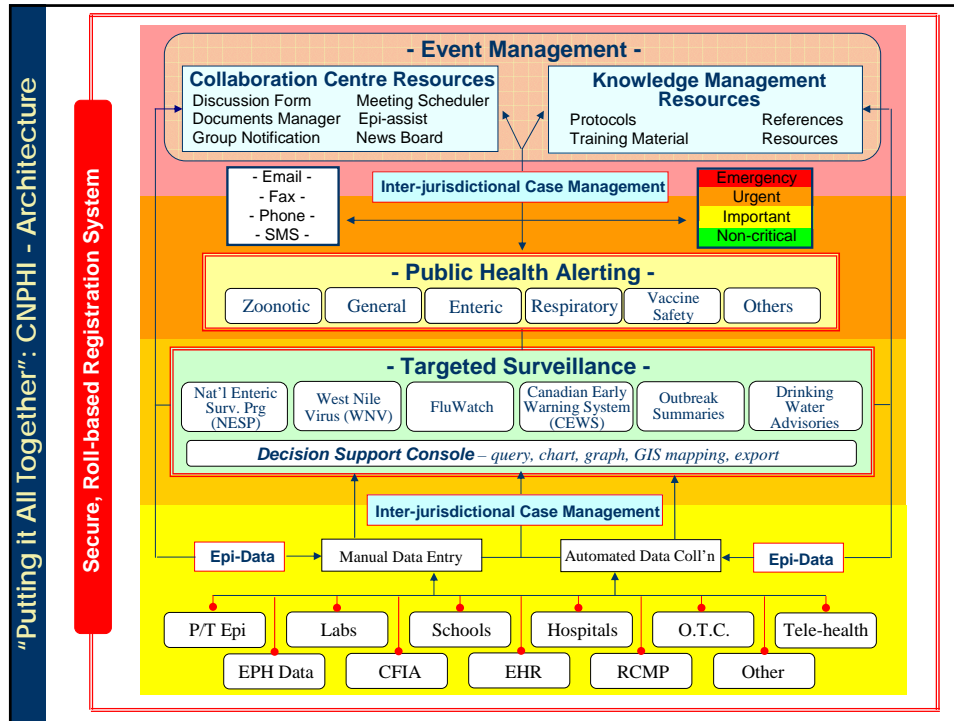 "Putting it All Together": CNPHI - Architecture
Secure, Roll-based Registration System
- Event Management -
Collaboration Centre Resources
Discussion Form
Meeting Scheduler
Documents Manager
Epi-assist
Group Notification
News Board
Knowledge Management
Resources
Protocols
References
Training Material
Resources
- Email -
- Fax -
- Phone -
- SMS -
Inter-jurisdictional Case Management
Emergency
Urgent
Important
Non-critical
- Public Health Alerting -
Zoonotic
General
Enteric
Respiratory
Vaccine
Safety
Others
- Targeted Surveillance -
Nat'l Enteric
Surv. Prg
(NESP)
West Nile
Virus (WNV)
FluWatch
Canadian Early
Warning System
(CEWS)
Outbreak
Summaries
Drinking
Water
Advisories
Decision Support Console – query, chart, graph, GIS mapping, export
Inter-jurisdictional Case Management
Epi-Data
Manual Data Entry
Automated Data Coll'n
Epi-Data
P/T Epi
Labs
Schools
Hospitals
O.T.C.
Tele-health
EPH Data
CFIA
EHR
RCMP
Other